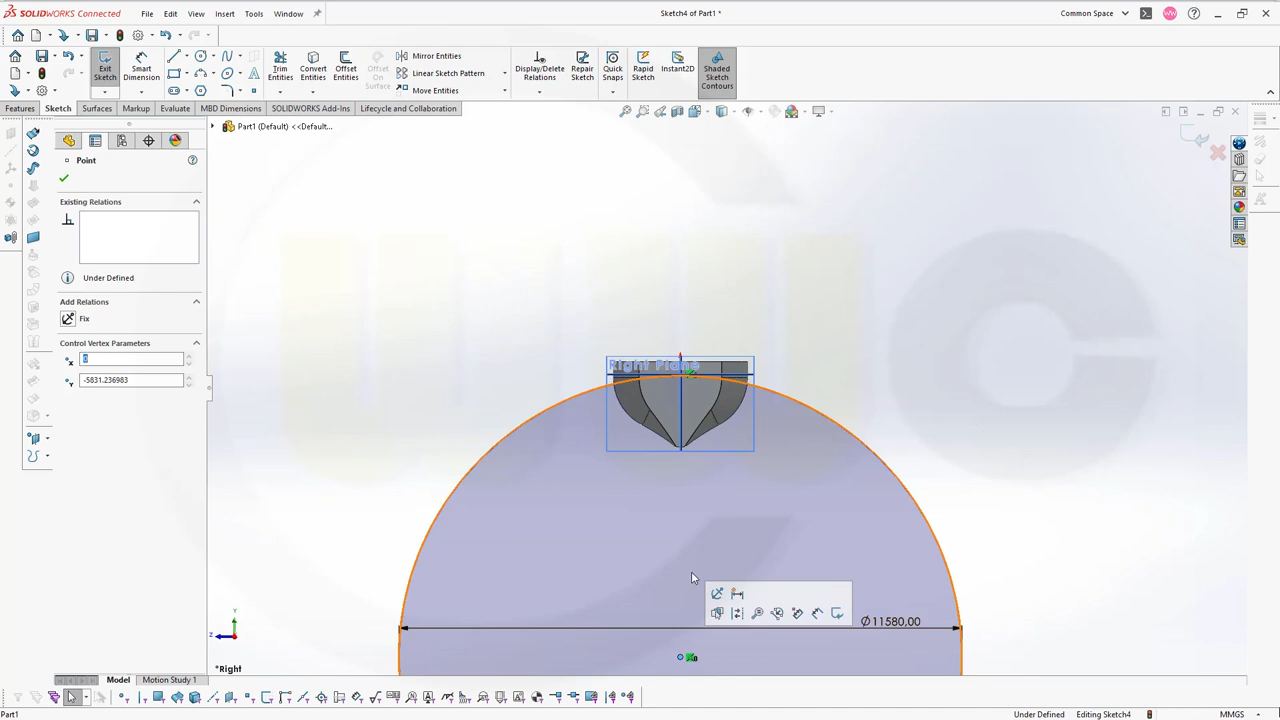 SOLIDWORKS Connected
File
Edit
View
Insert
Tools
Window
Sketch4 of Part1 *
Common Space
WW
Exit Sketch
Smart Dimension
Trim Entities
Convert Entities
Offset Entities
Offset On Surface
Mirror Entities
Linear Sketch Pattern
Move Entities
Display/Delete Relations
Repair Sketch
Quick Snaps
Rapid Sketch
Instant2D
Shaded Sketch Contours
Features
Sketch
Surfaces
Markup
Evaluate
MBD Dimensions
SOLIDWORKS Add-Ins
Lifecycle and Collaboration
Part1 (Default) <<Default...
Point
Existing Relations
Under Defined
Add Relations
Fix
Control Vertex Parameters
0
-5831.236983
Right Plane
Ø11580,00
Y
Z
*Right
Model
Motion Study 1
Part1
Under Defined
Editing Sketch4
MMGS